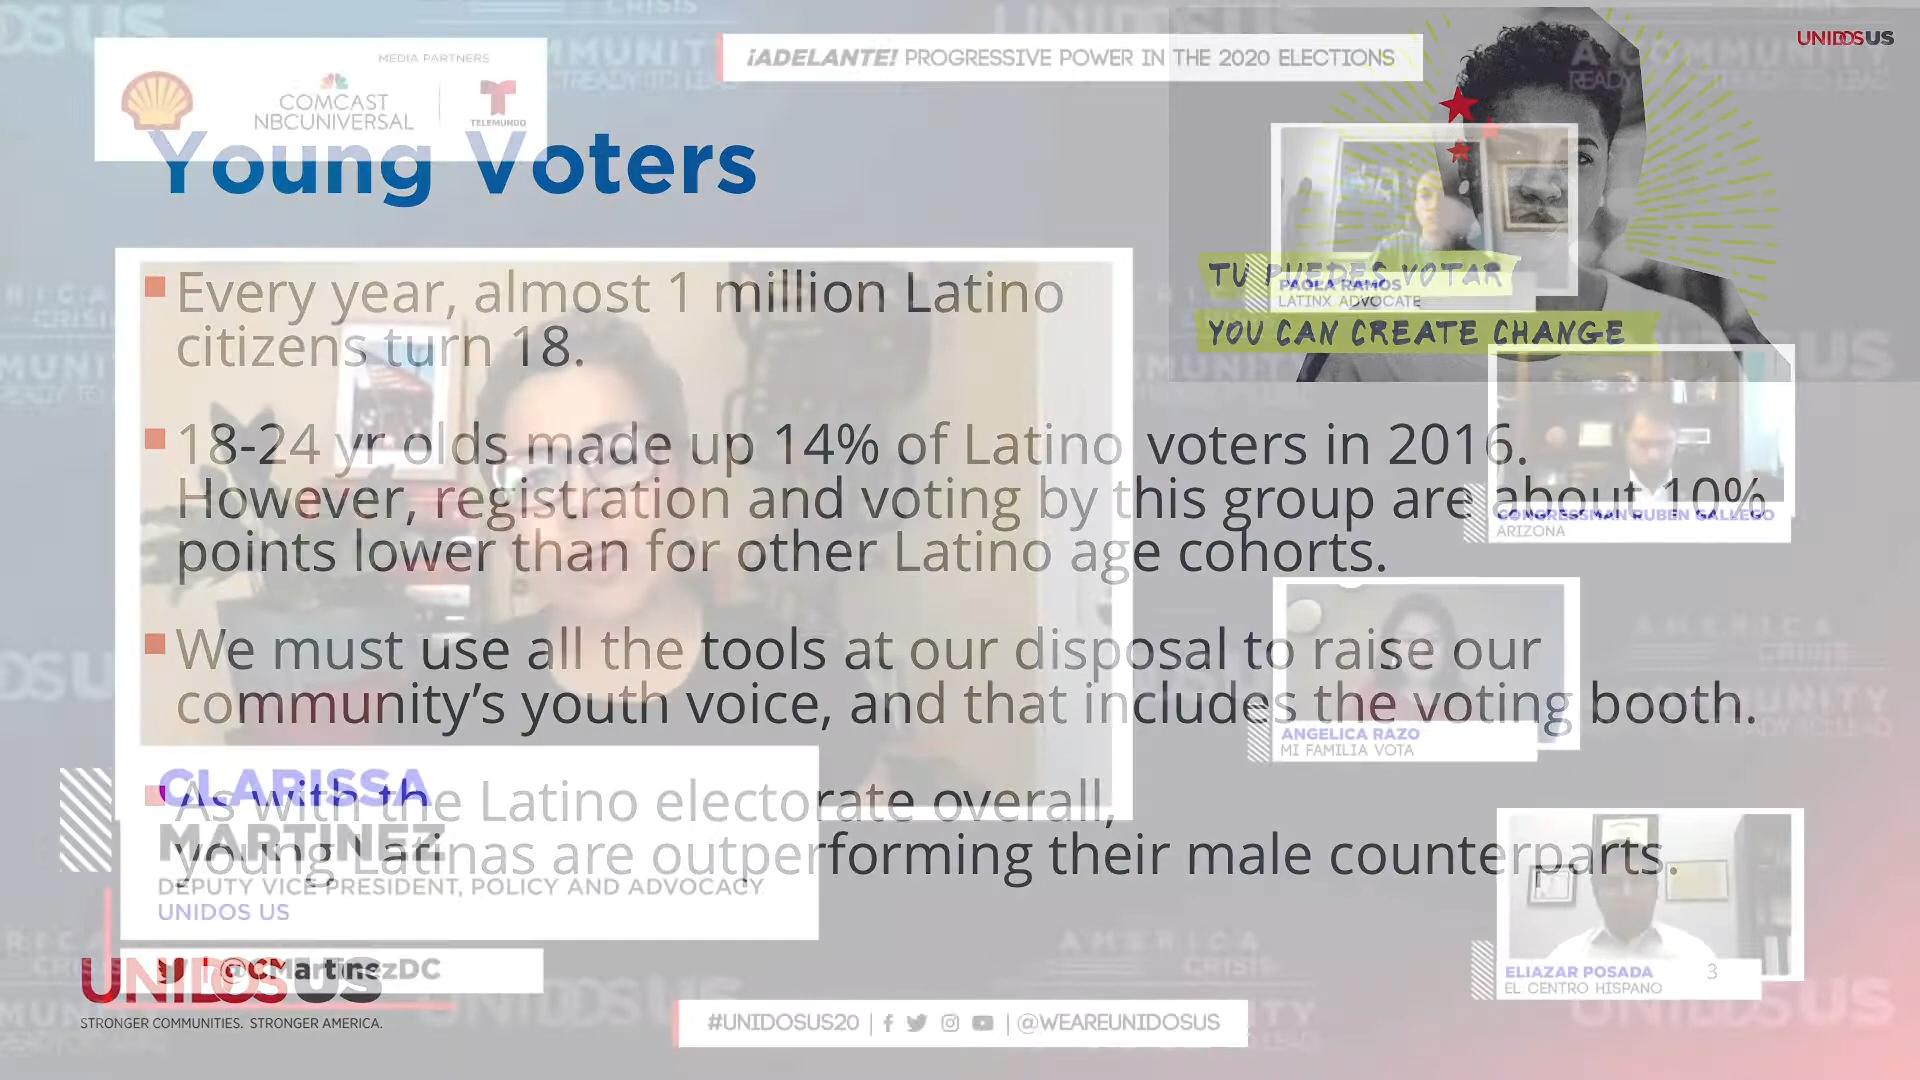 MEDIA PARTNERS
COMCAST
NBCUNIVERSAL
TELEMUNDO
¡ADELANTE! PROGRESSIVE POWER IN THE 2020 ELECTIONS
UNIDOSUS
Young Voters
Every year, almost 1 million Latino
citizens turn 18.
TU PUEDES VOTAR
YOU CAN CREATE CHANGE
PAOLA RAMOS
LATINX ADVOCATE
18-24 yr olds made up 14% of Latino voters in 2016.
However, registration and voting by this group are about 10%
points lower than for other Latino age cohorts.
CONGRESSMAN RUBEN GALLEGO
ARIZONA
We must use all the tools at our disposal to raise our
community’s youth voice, and that includes the voting booth.
ANGELICA RAZO
MI FAMILIA VOTA
As with the Latino electorate overall,
young Latinas are outperforming their male counterparts.
CLARISSA
MARTINEZ
DEPUTY VICE PRESIDENT, POLICY AND ADVOCACY
UNIDOS US
@CMartinezDC
UNIDOSUS
STRONGER COMMUNITIES. STRONGER AMERICA.
ELIAZAR POSADA
EL CENTRO HISPANO
3
#UNIDOSUS20 | | @WEAREUNIDOSUS